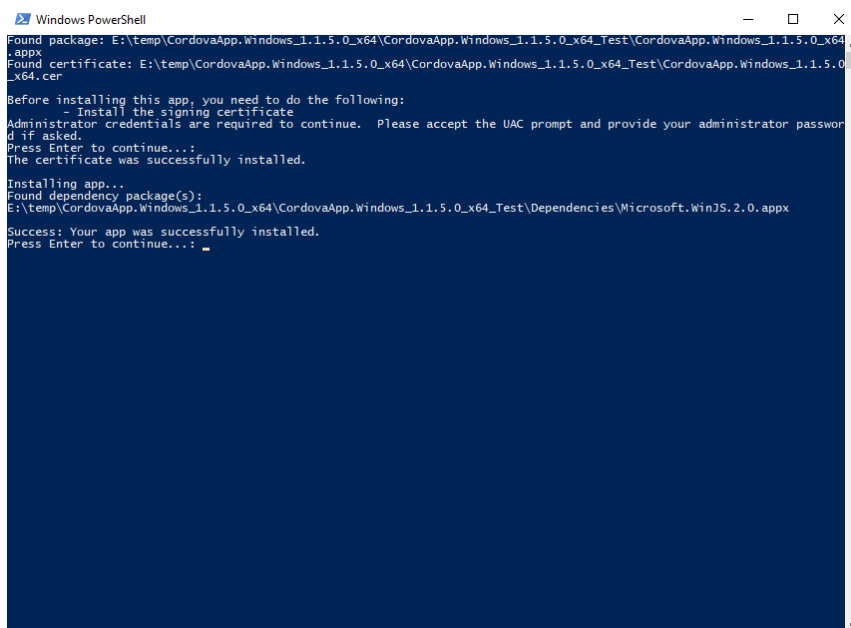 Windows PowerShell
Found package: E:\temp\CordovaApp.Windows_1.1.5.0_x64\CordovaApp.Windows_1.1.5.0_x64_Test\CordovaApp.Windows_1.1.5.0_x64
.appx
Found certificate: E:\temp\CordovaApp.Windows_1.1.5.0_x64\CordovaApp.Windows_1.1.5.0_x64_Test\CordovaApp.Windows_1.1.5.0
_x64.cer
Before installing this app, you need to do the following:
- Install the signing certificate
Administrator credentials are required to continue.  Please accept the UAC prompt and provide your administrator passwor
d if asked.
Press Enter to continue...:
The certificate was successfully installed.
Installing app...
Found dependency package(s):
E:\temp\CordovaApp.Windows_1.1.5.0_x64\CordovaApp.Windows_1.1.5.0_x64_Test\Dependencies\Microsoft.WinJS.2.0.appx
Success: Your app was successfully installed.
Press Enter to continue...: _